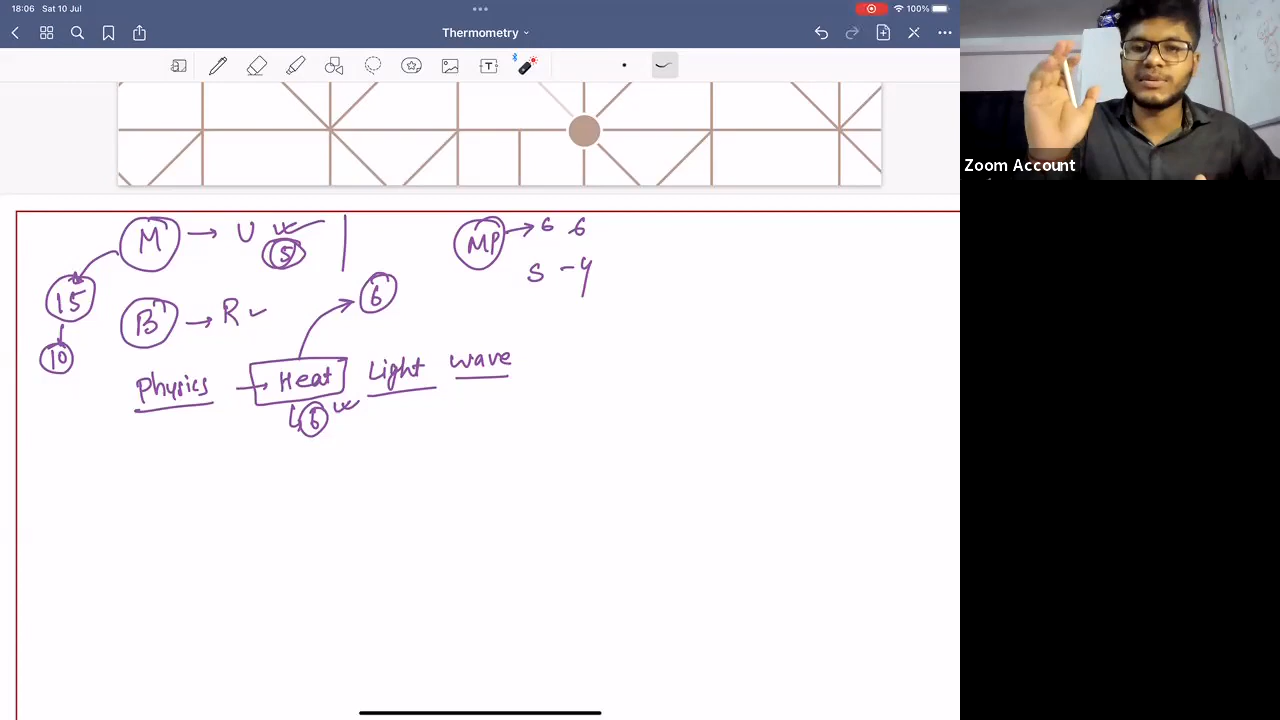 18:06 Sat 10 Jul
100%
Thermometry
Zoom Account
M → U
5
MP → 6 6
S - 4
15
10
B → R
6
Physics → Heat Light wave
6